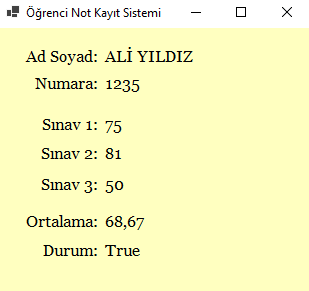 Öğrenci Not Kayıt Sistemi
Ad Soyad: ALİ YILDIZ
Numara: 1235
Sınav 1: 75
Sınav 2: 81
Sınav 3: 50
Ortalama: 68,67
Durum: True